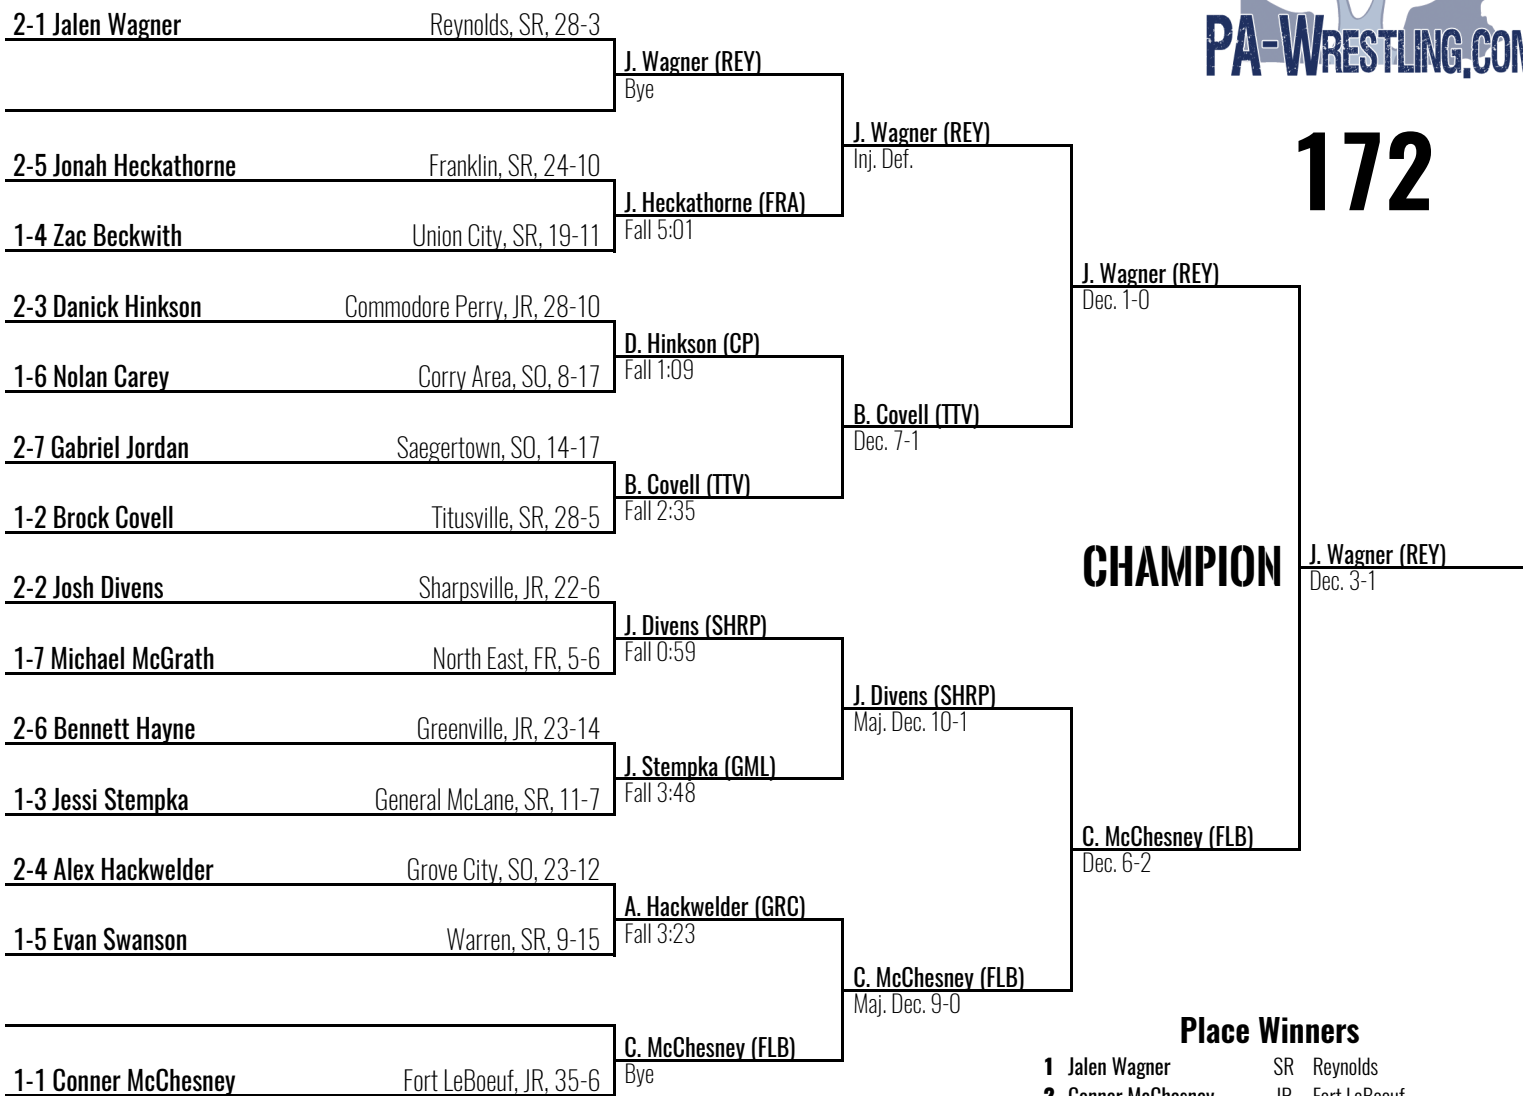 2-1 Jalen Wagner Reynolds, SR, 28-3
J. Wagner (REY)
Bye
2-5 Jonah Heckathorne Franklin, SR, 24-10
1-4 Zac Beckwith Union City, SR, 19-11
J. Heckathorne (FRA)
Fall 5:01
J. Wagner (REY)
Inj. Def.
2-3 Danick Hinkson Commodore Perry, JR, 28-10
1-6 Nolan Carey Corry Area, SO, 8-17
D. Hinkson (CP)
Fall 1:09
2-7 Gabriel Jordan Saegertown, SO, 14-17
1-2 Brock Covell Titusville, SR, 28-5
B. Covell (TTV)
Fall 2:35
B. Covell (TTV)
Dec. 7-1
J. Wagner (REY)
Dec. 1-0
2-2 Josh Divens Sharpsville, JR, 22-6
1-7 Michael McGrath North East, FR, 5-6
J. Divens (SHRP)
Fall 0:59
2-6 Bennett Hayne Greenville, JR, 23-14
1-3 Jessi Stempka General McLane, SR, 11-7
J. Stempka (GML)
Fall 3:48
J. Divens (SHRP)
Maj. Dec. 10-1
2-4 Alex Hackwelder Grove City, SO, 23-12
1-5 Evan Swanson Warren, SR, 9-15
A. Hackwelder (GRC)
Fall 3:23
1-1 Conner McChesney Fort LeBoeuf, JR, 35-6
C. McChesney (FLB)
Bye
C. McChesney (FLB)
Maj. Dec. 9-0
C. McChesney (FLB)
Dec. 6-2
CHAMPION
J. Wagner (REY)
Dec. 3-1
PA-WRESTLING.COM
172
Place Winners
1 Jalen Wagner SR Reynolds
2 Conner McChesney JR Fort LeBoeuf